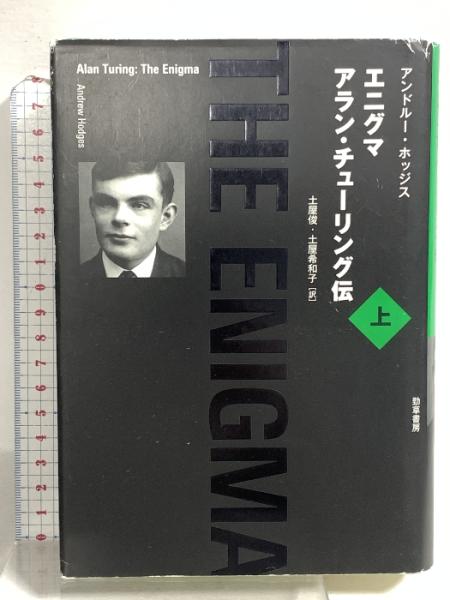 Alan Turing: The Enigma
Andrew Hodges
THE ENIGMA
アンドルー・ホッジス
エニグマ
アラン・チューリング伝
上
土屋俊・土屋希和子[訳]
勁草書房